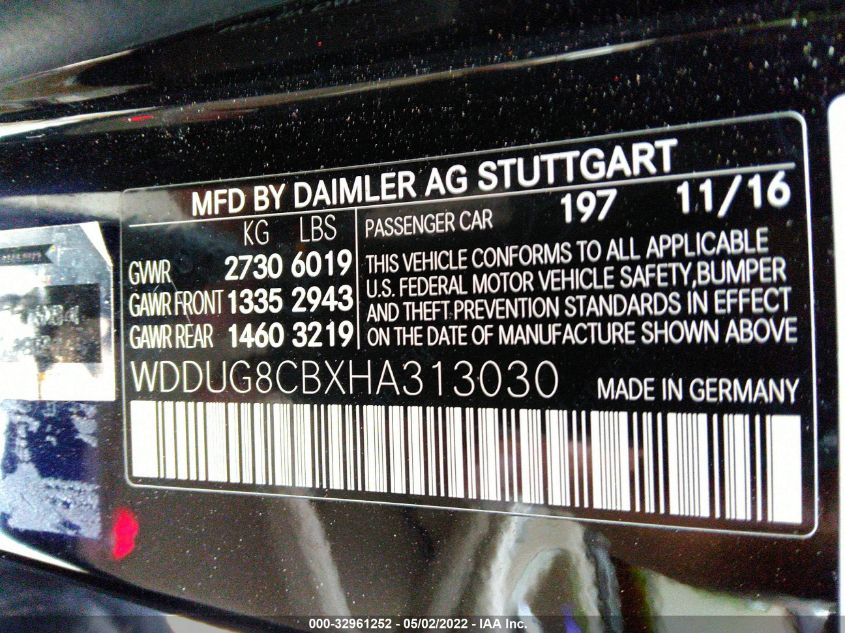 MFD BY DAIMLER AG STUTTGART
KG LBS
GVWR 2730 6019
GAWR FRONT 1335 2943
GAWR REAR 1460 3219
PASSENGER CAR 197 11/16
THIS VEHICLE CONFORMS TO ALL APPLICABLE
U.S. FEDERAL MOTOR VEHICLE SAFETY, BUMPER
AND THEFT PREVENTION STANDARDS IN EFFECT
ON THE DATE OF MANUFACTURE SHOWN ABOVE
WDDUG8CBXHA313030 MADE IN GERMANY
000-32961252 - 05/02/2022 - IAA Inc.